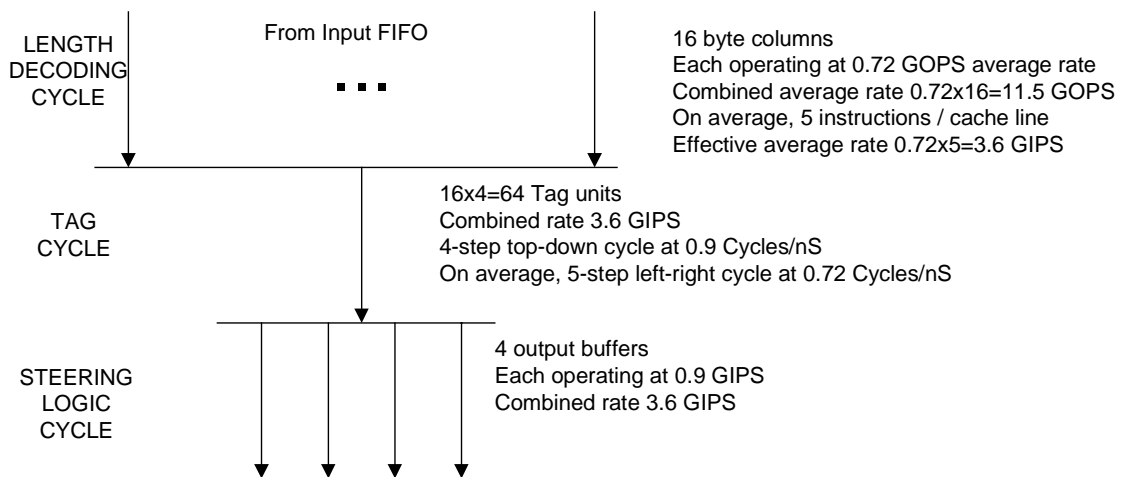 LENGTH
DECODING
CYCLE
From Input FIFO
16 byte columns
Each operating at 0.72 GOPS average rate
Combined average rate 0.72x16=11.5 GOPS
On average, 5 instructions / cache line
Effective average rate 0.72x5=3.6 GIPS
TAG
CYCLE
16x4=64 Tag units
Combined rate 3.6 GIPS
4-step top-down cycle at 0.9 Cycles/nS
On average, 5-step left-right cycle at 0.72 Cycles/nS
STEERING
LOGIC
CYCLE
4 output buffers
Each operating at 0.9 GIPS
Combined rate 3.6 GIPS